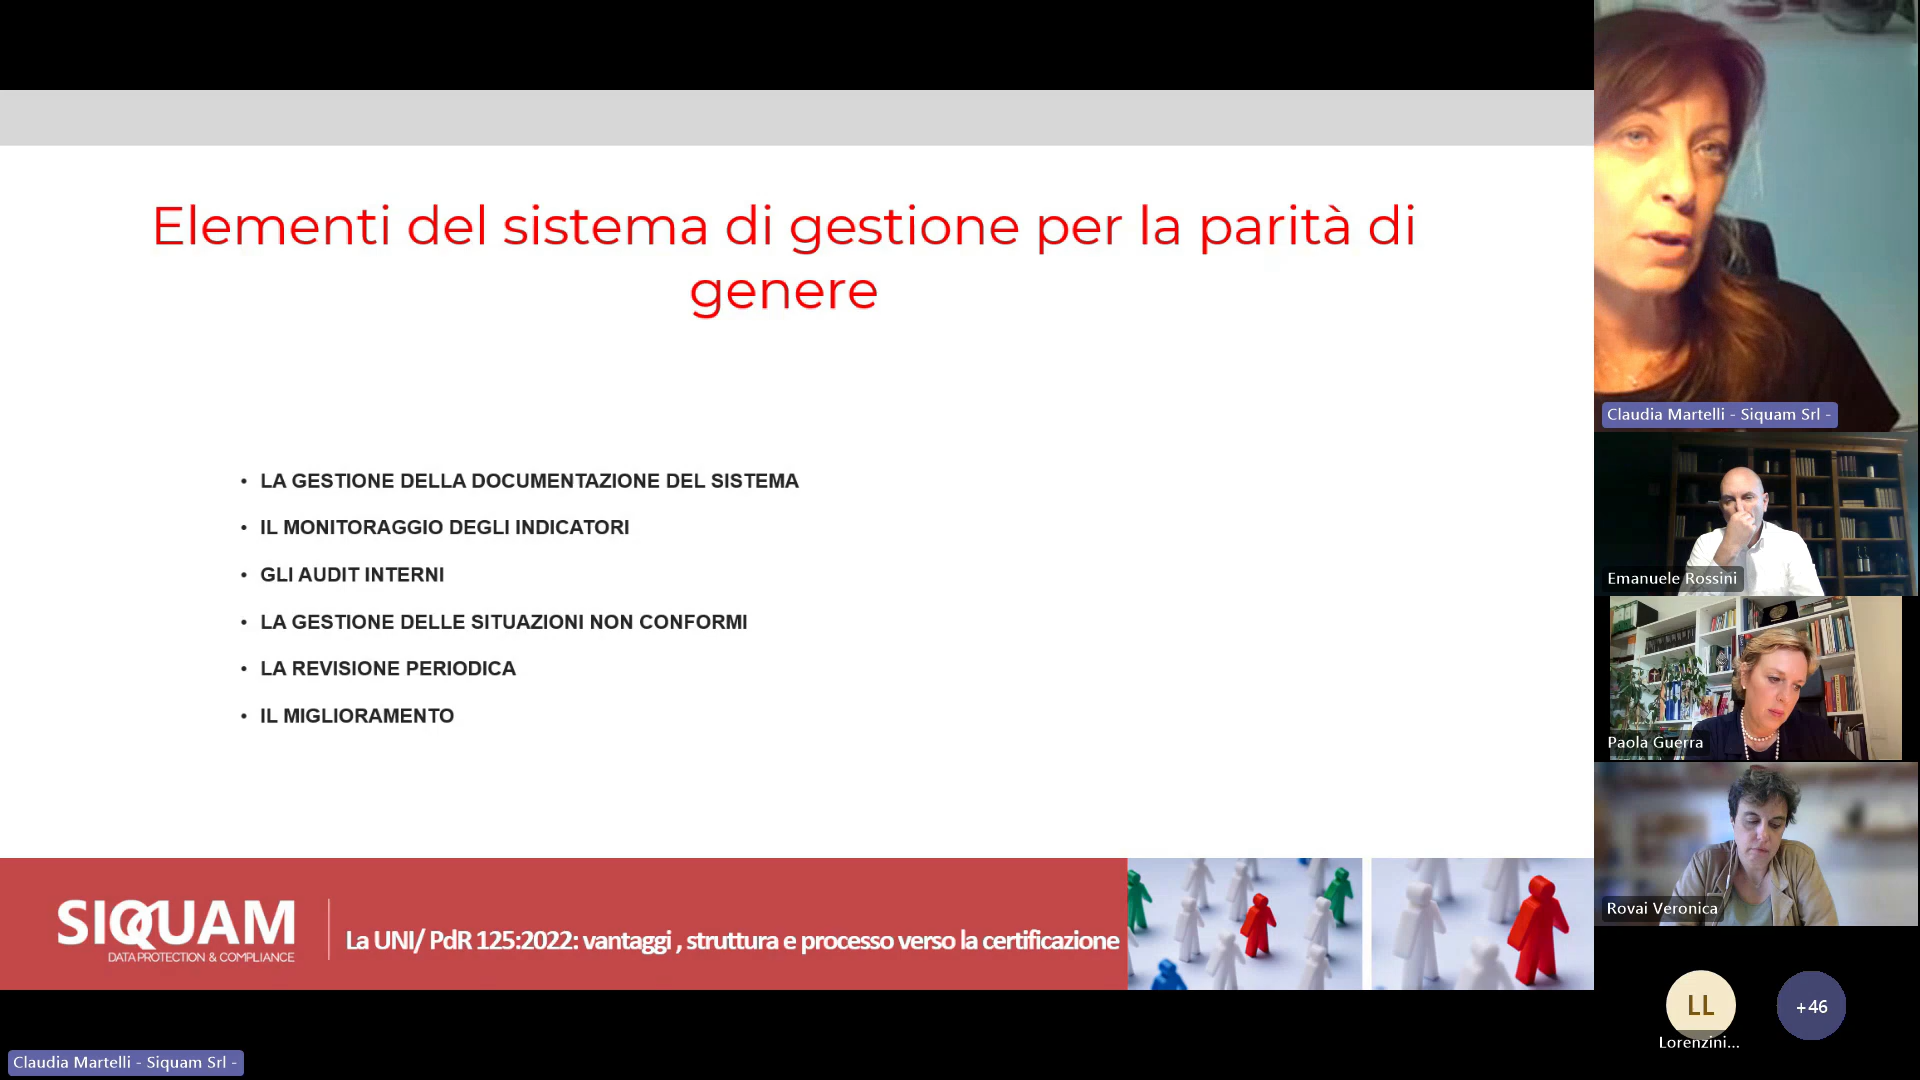 Elementi del sistema di gestione per la parità di
genere
• LA GESTIONE DELLA DOCUMENTAZIONE DEL SISTEMA
• IL MONITORAGGIO DEGLI INDICATORI
• GLI AUDIT INTERNI
• LA GESTIONE DELLE SITUAZIONI NON CONFORMI
• LA REVISIONE PERIODICA
• IL MIGLIORAMENTO
SIQUAM
DATA PROTECTION & COMPLIANCE
La UNI/ PdR 125:2022: vantaggi , struttura e processo verso la certificazione
Claudia Martelli - Siquam Srl -
Claudia Martelli - Siquam Srl -
Emanuele Rossini
Paola Guerra
Rovai Veronica
LL
Lorenzini...
+46